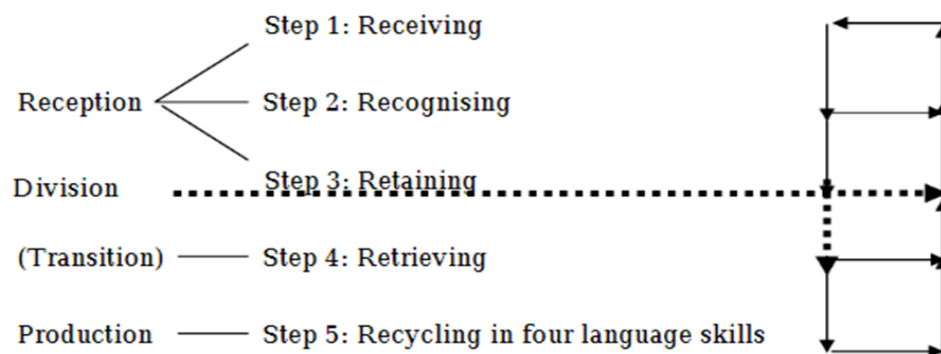 Step 1: Receiving
Reception Step 2: Recognising
Step 3: Retaining
Division
(Transition) Step 4: Retrieving
Production Step 5: Recycling in four language skills